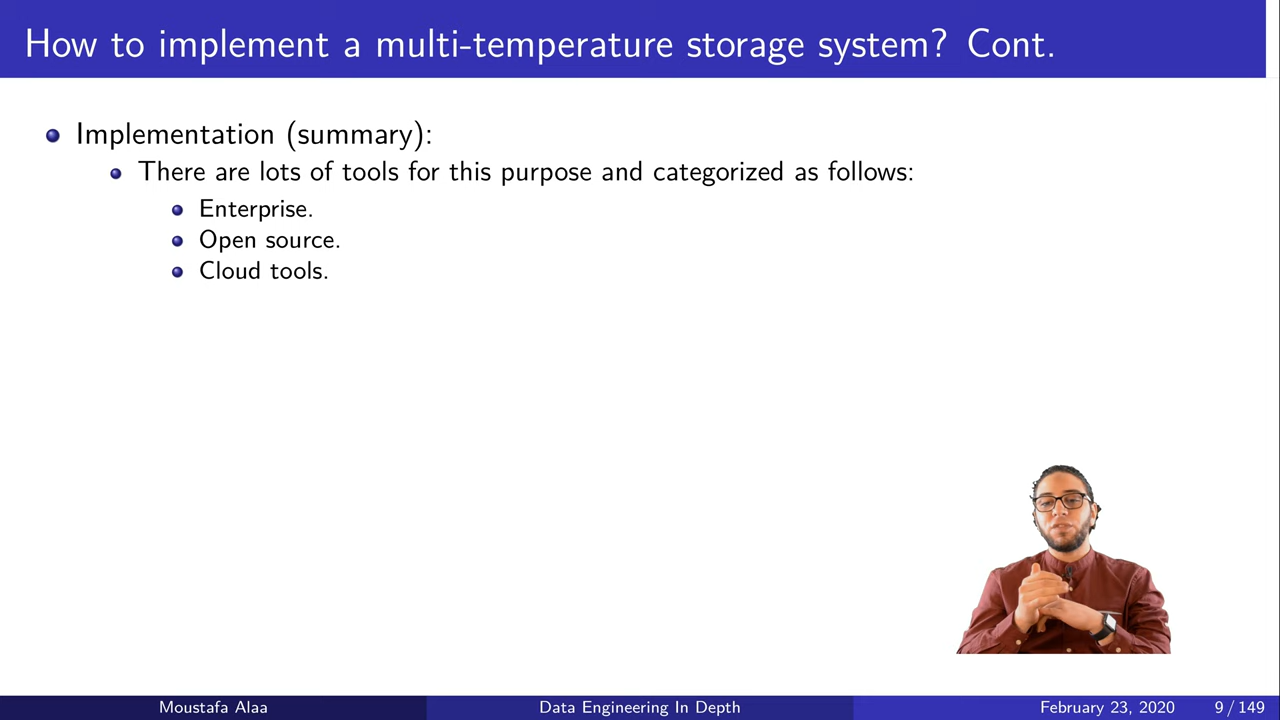 How to implement a multi-temperature storage system? Cont.
Implementation (summary):
There are lots of tools for this purpose and categorized as follows:
Enterprise.
Open source.
Cloud tools.
Moustafa Alaa
Data Engineering In Depth
February 23, 2020
9 / 149